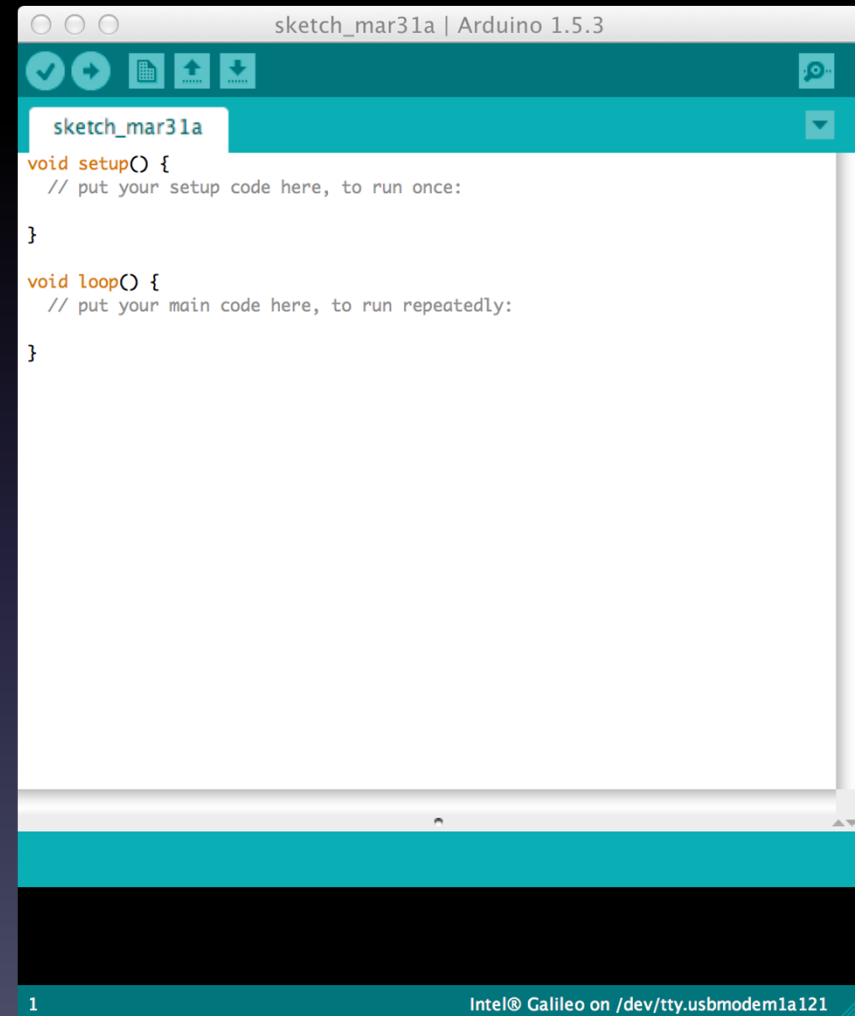 sketch_mar31a | Arduino 1.5.3
sketch_mar31a
void setup() {
  // put your setup code here, to run once:
}
void loop() {
  // put your main code here, to run repeatedly:
}
1
Intel® Galileo on /dev/tty.usbmodem1a121